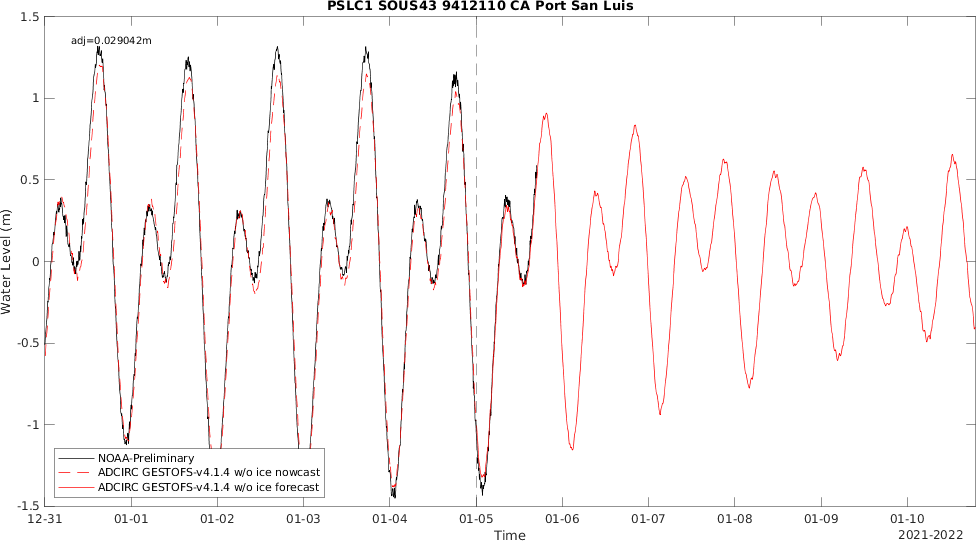 PSLC1 SOUS43 9412110 CA Port San Luis
adj=0.029042m
1.5
1
0.5
0
-0.5
-1
-1.5
Water Level (m)
NOAA-Preliminary
ADCIRC GESTOFS-v4.1.4 w/o ice nowcast
ADCIRC GESTOFS-v4.1.4 w/o ice forecast
12-31 01-01 01-02 01-03 01-04 01-05 01-06 01-07 01-08 01-09 01-10
Time
2021-2022